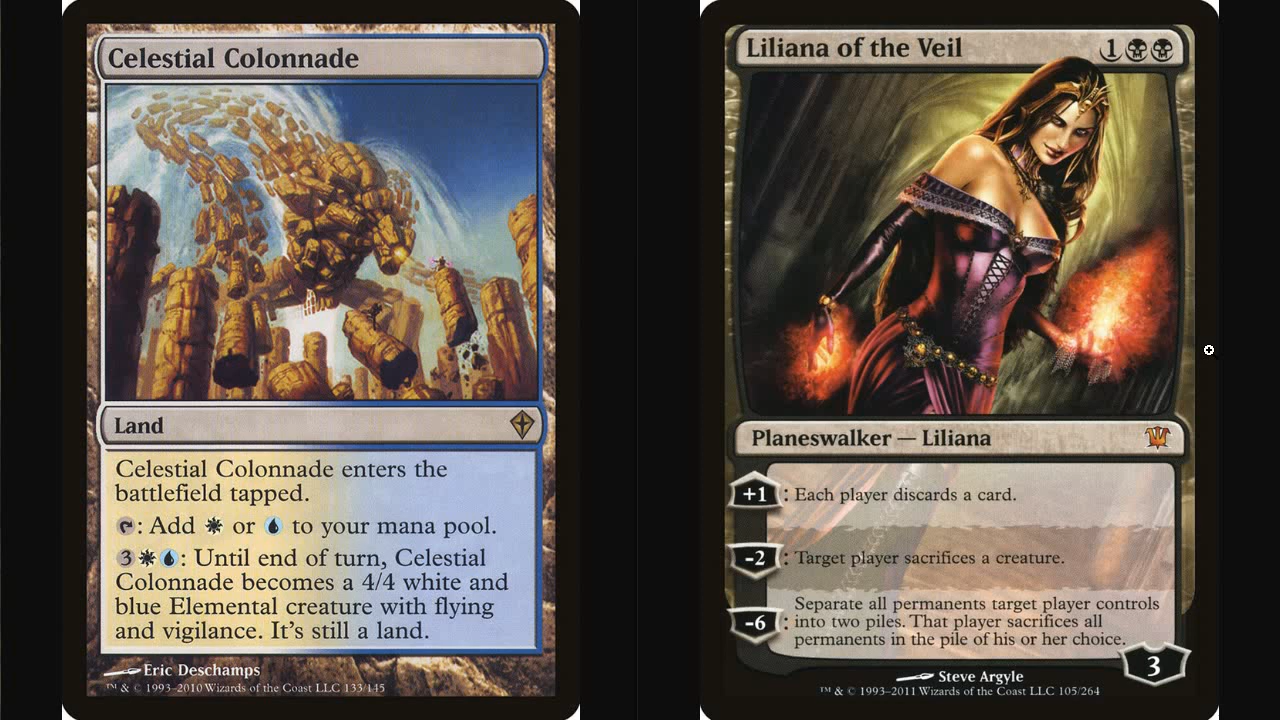 Celestial Colonnade
Land
Celestial Colonnade enters the
battlefield tapped.
: Add or to your mana pool.
3 : Until end of turn, Celestial
Colonnade becomes a 4/4 white and
blue Elemental creature with flying
and vigilance. It's still a land.
Eric Deschamps
™ & © 1993–2010 Wizards of the Coast LLC 133/145
Liliana of the Veil 1
Planeswalker — Liliana
+1 : Each player discards a card.
-2 : Target player sacrifices a creature.
Separate all permanents target player controls
-6 : into two piles. That player sacrifices all
permanents in the pile of his or her choice.
3
Steve Argyle
™ & © 1993–2011 Wizards of the Coast LLC 105/264